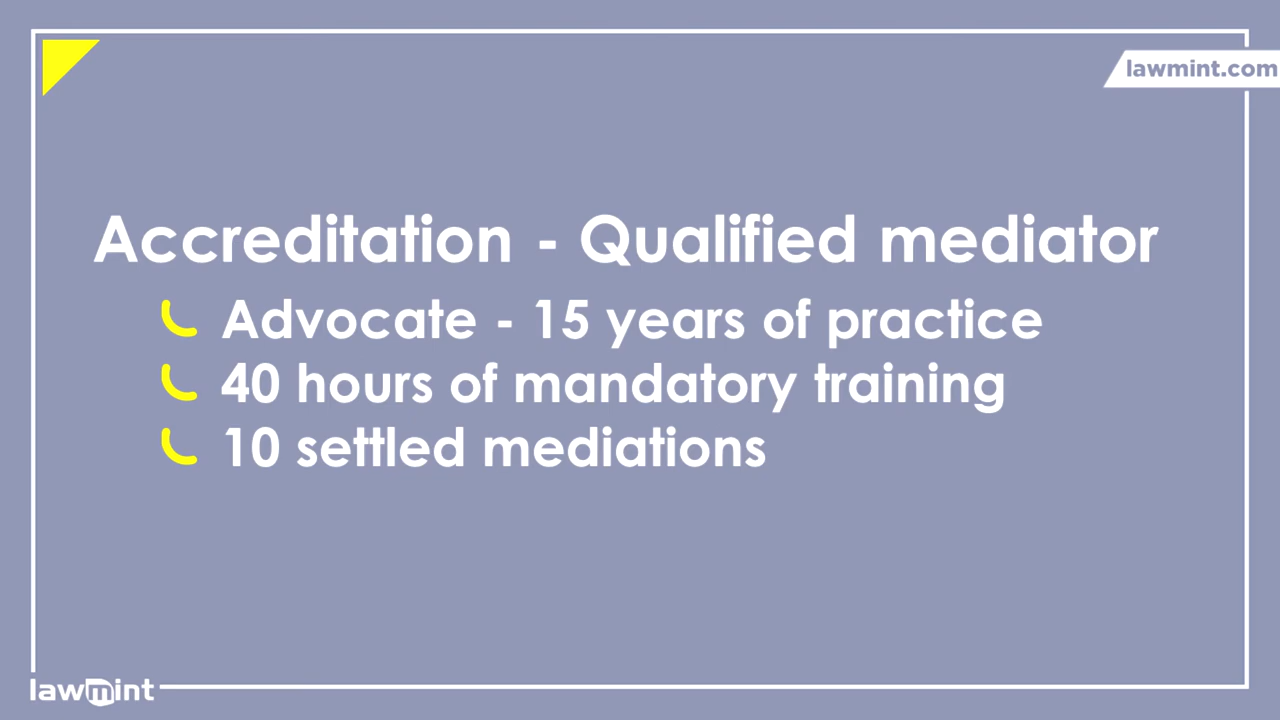 lawmint.com
Accreditation - Qualified mediator
Advocate - 15 years of practice
40 hours of mandatory training
10 settled mediations
lawmint